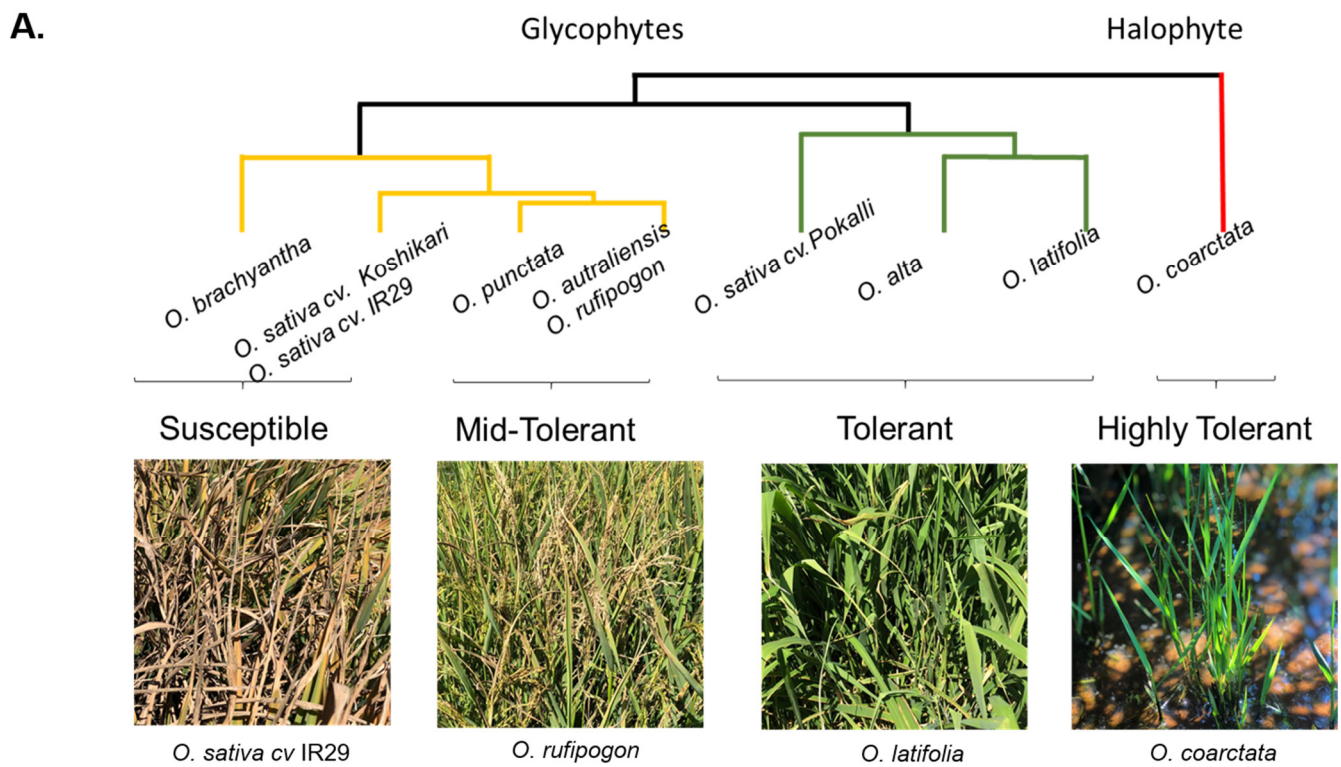 A.
Glycophytes
Halophyte
O. brachyantha
O. sativa cv. Koshikari
O. sativa cv. IR29
O. punctata
O. autraliensis
O. rufipogon
O. sativa cv. Pokalli
O. alta
O. latifolia
O. coarctata
Susceptible
Mid-Tolerant
Tolerant
Highly Tolerant
O. sativa cv IR29
O. rufipogon
O. latifolia
O. coarctata